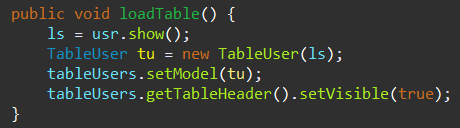 public void loadTable() {
    ls = usr.show();
    TableUser tu = new TableUser(ls);
    tableUsers.setModel(tu);
    tableUsers.getTableHeader().setVisible(true);
}